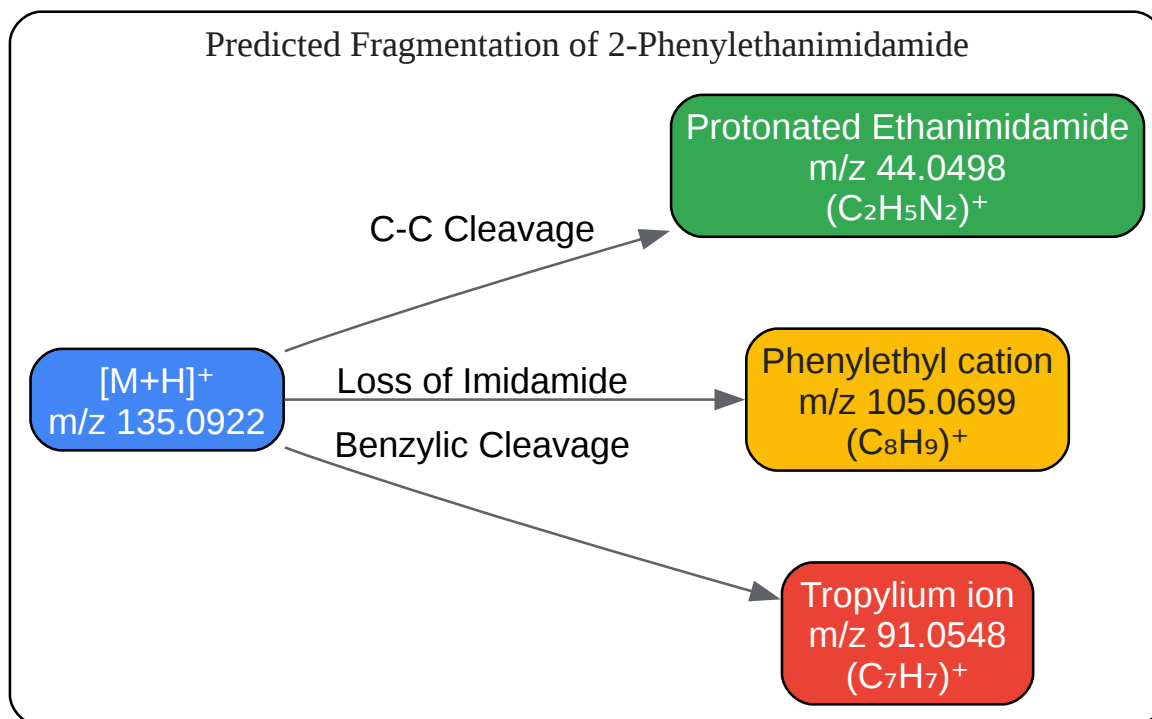 Predicted Fragmentation of 2-Phenylethanimidamide
Protonated Ethanimidamide
m/z 44.0498
(C₂H₅N₂)⁺
C-C Cleavage
[M+H]⁺
m/z 135.0922
Loss of Imidamide
Phenylethyl cation
m/z 105.0699
(C₈H₉)⁺
Benzylic Cleavage
Tropylium ion
m/z 91.0548
(C₇H₇)⁺